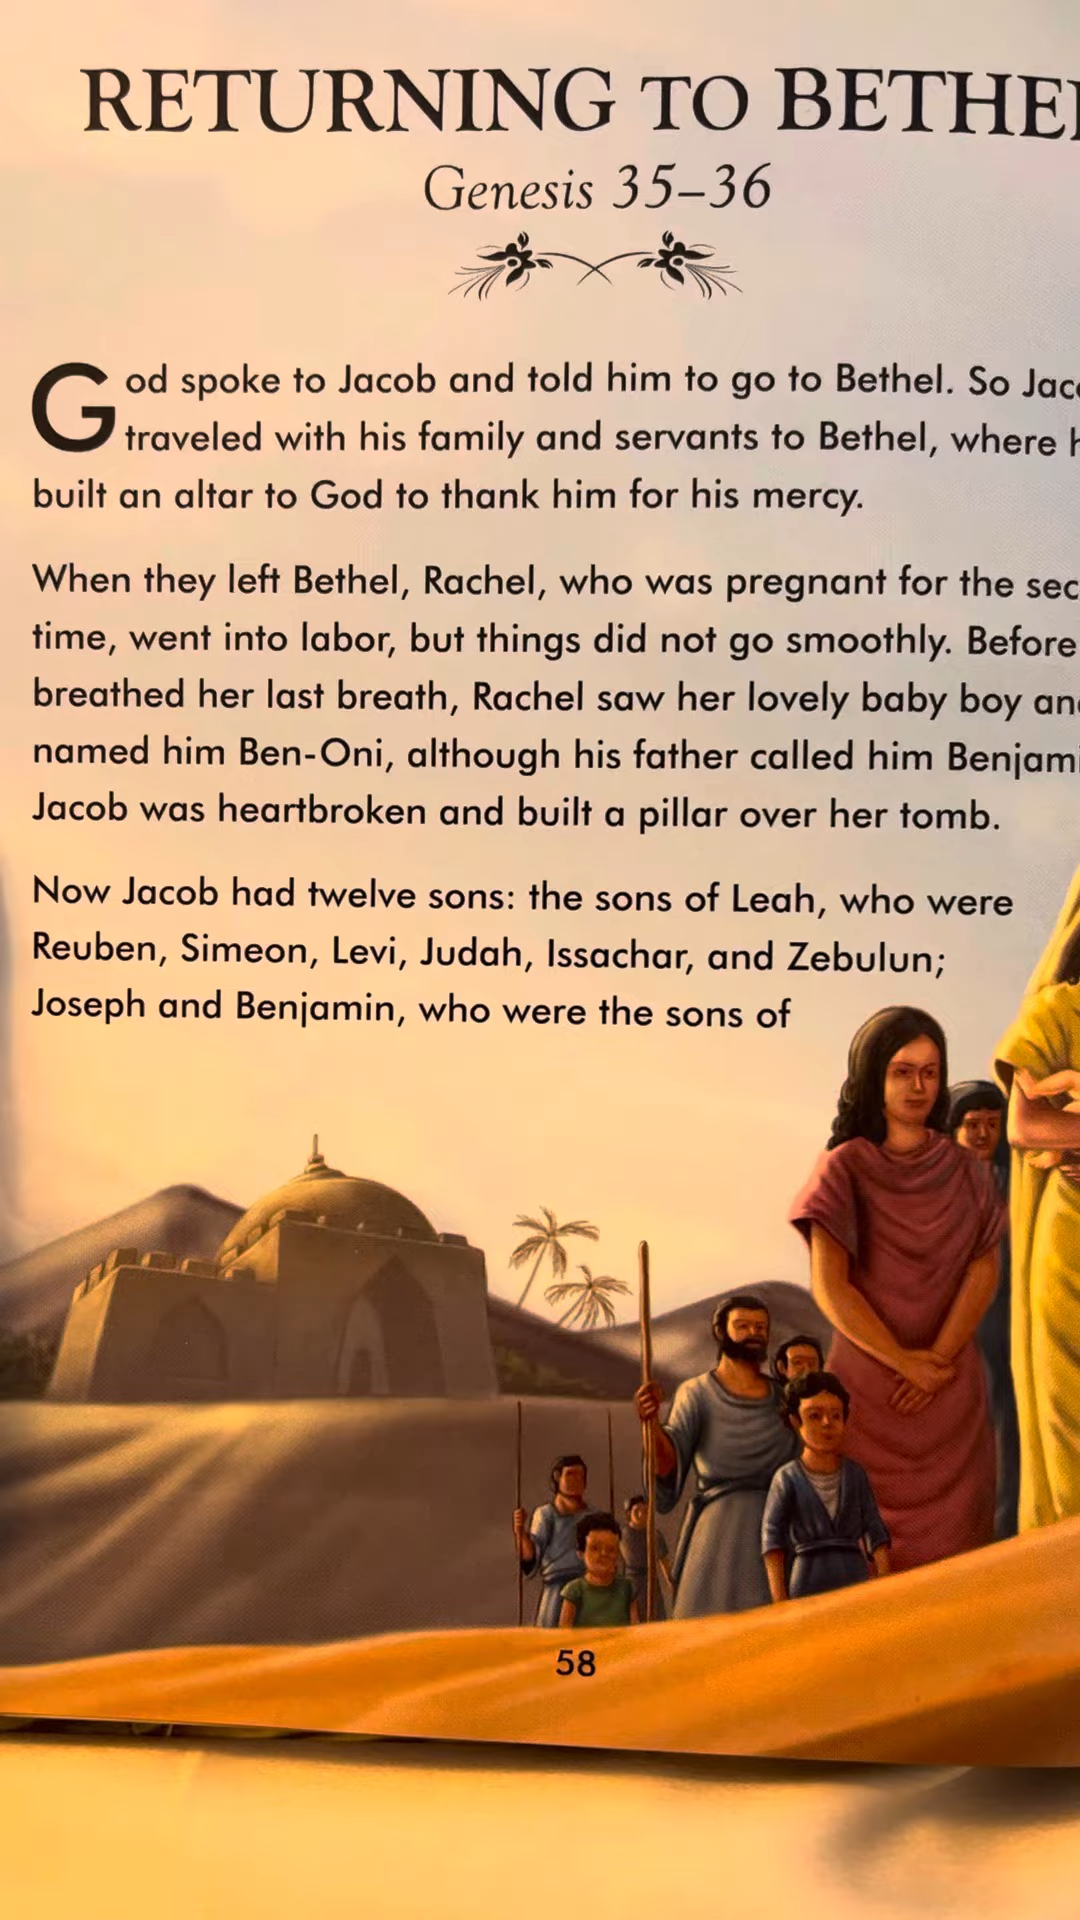 RETURNING TO BETHEL
Genesis 35–36
God spoke to Jacob and told him to go to Bethel. So Jac
traveled with his family and servants to Bethel, where h
built an altar to God to thank him for his mercy.
When they left Bethel, Rachel, who was pregnant for the sec
time, went into labor, but things did not go smoothly. Before
breathed her last breath, Rachel saw her lovely baby boy an
named him Ben-Oni, although his father called him Benjami
Jacob was heartbroken and built a pillar over her tomb.
Now Jacob had twelve sons: the sons of Leah, who were
Reuben, Simeon, Levi, Judah, Issachar, and Zebulun;
Joseph and Benjamin, who were the sons of
58